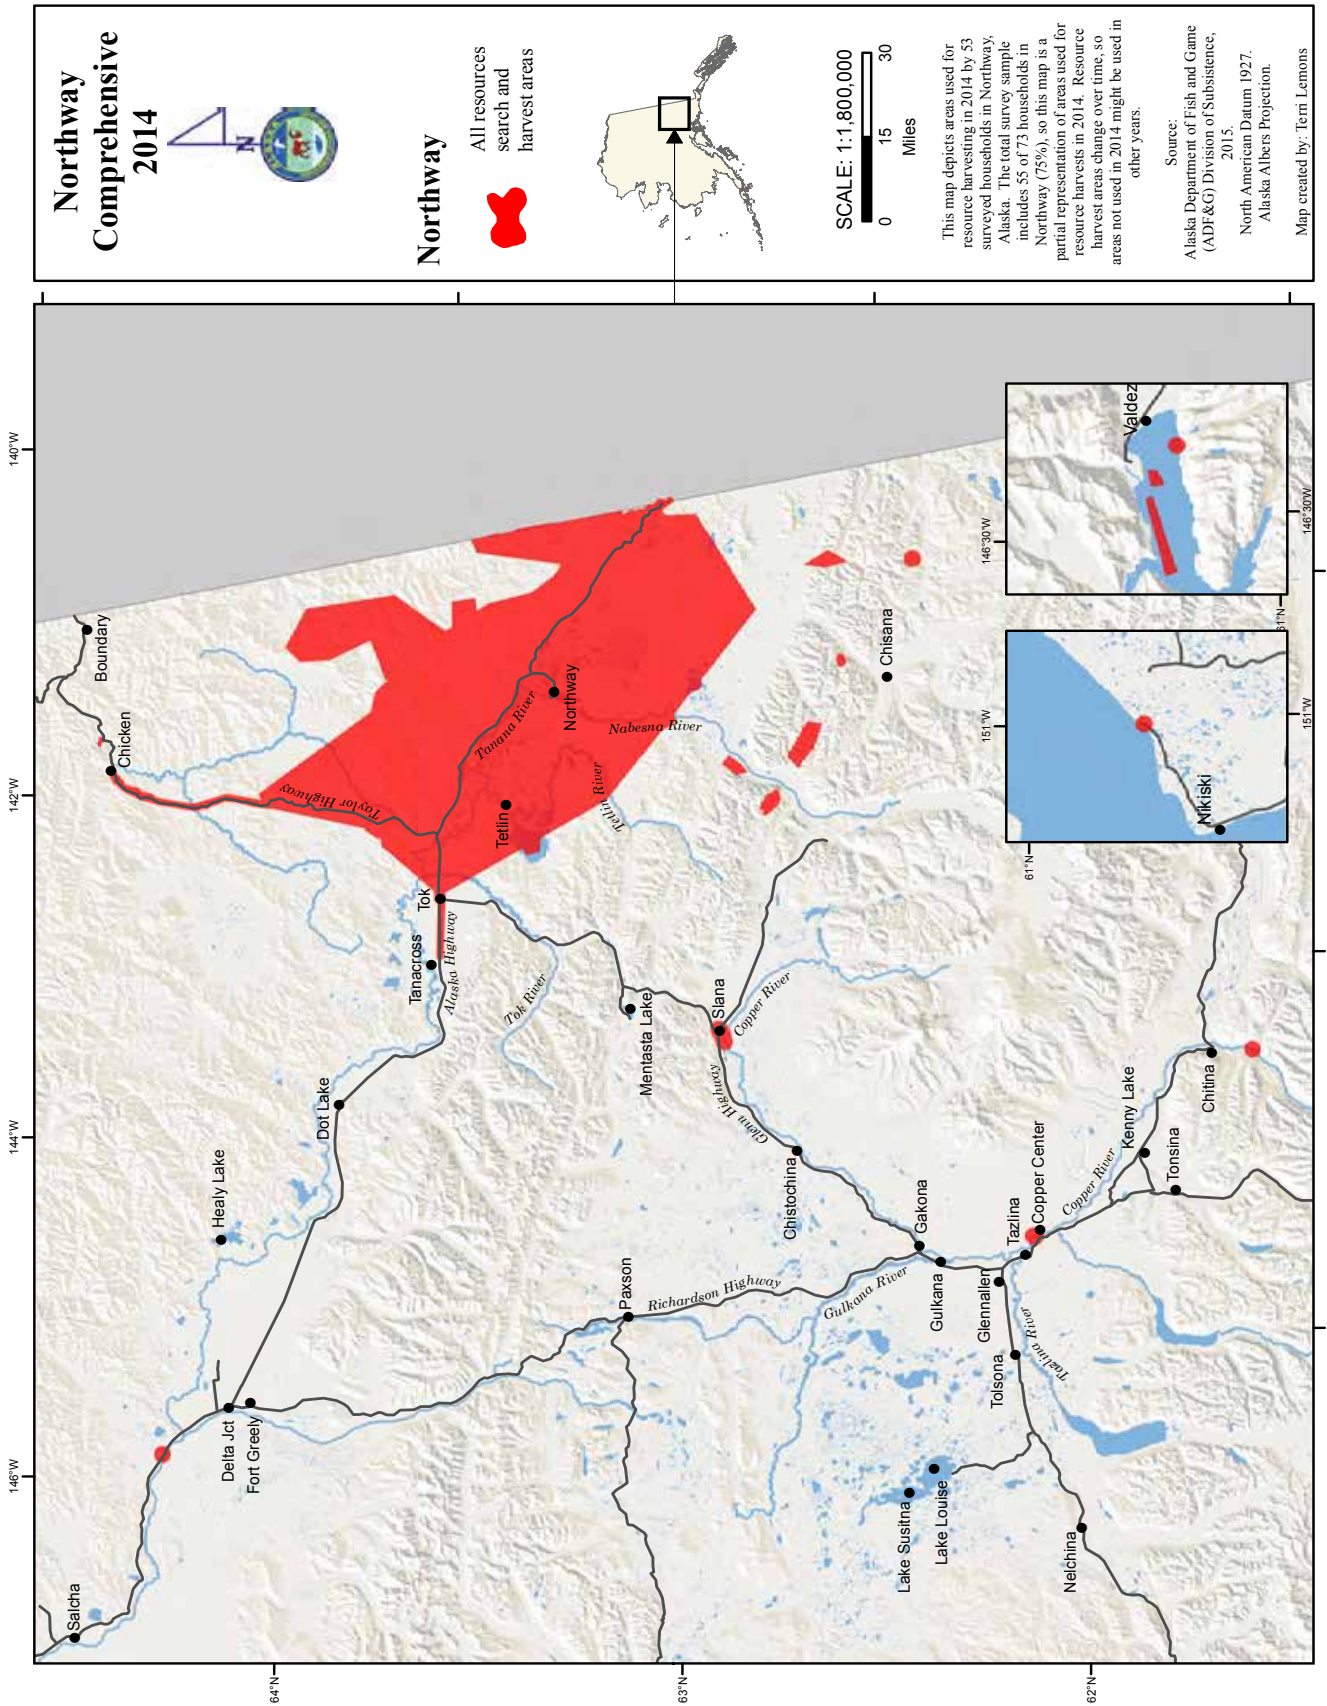 Northway
Comprehensive
2014
N
Northway
All resources
search and
harvest areas
SCALE: 1:1,800,000
0 15 30
Miles
This map depicts areas used for
resource harvesting in 2014 by 53
surveyed households in Northway,
Alaska. The total survey sample
includes 55 of 73 households in
Northway (75%), so this map is a
partial representation of areas used for
resource harvests in 2014. Resource
harvest areas change over time, so
areas not used in 2014 might be used in
other years.
Source:
Alaska Department of Fish and Game
(ADF&G) Division of Subsistence,
2015.
North American Datum 1927.
Alaska Albers Projection.
Map created by: Terri Lemons
146°W
144°W
142°W
140°W
64°N
63°N
62°N
Salcha
Delta Jct
Fort Greely
Healy Lake
Dot Lake
Tanacross
Alaska Highway
Tok
Tok River
Taylor Highway
Chicken
Boundary
Tetlin
Tanana River
Northway
Tetlin River
Nabesna River
Chisana
Mentasta Lake
Slana
Copper River
Glenn Highway
Chistochina
Paxson
Richardson Highway
Gulkana River
Gakona
Gulkana
Glennallen
Tazlina
Copper Center
Copper River
Tolsona
Tazlina River
Kenny Lake
Tonsina
Chitina
Lake Susitna
Lake Louise
Nelchina
151°W
151°W
61°N
Nikiski
146°30'W
146°30'W
61°N
Valdez